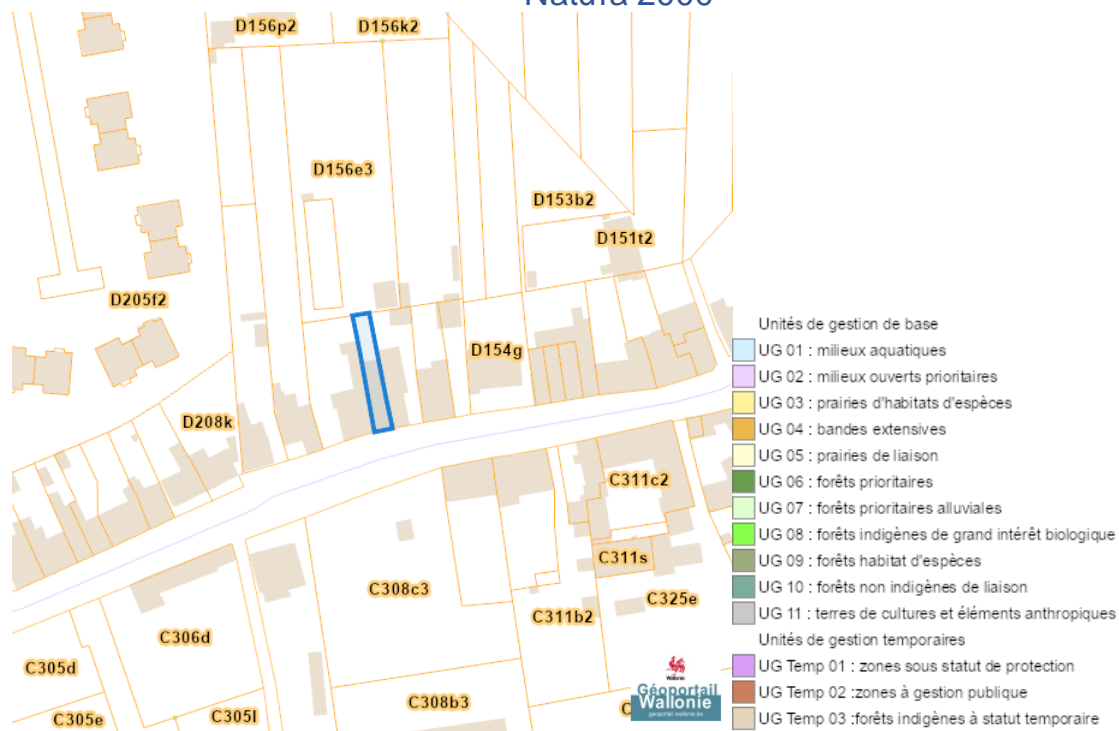 Natura 2000
D156p2
D156k2
D156e3
D153b2
D151t2
D205f2
D154g
D208k
C311c2
C311s
C308c3
C325e
C311b2
C306d
C305d
C308b3
C305l
C305e
C
Wallonie
Géoportail
Wallonie
geoportail.wallonie.be
Unités de gestion de base
UG 01 : milieux aquatiques
UG 02 : milieux ouverts prioritaires
UG 03 : prairies d'habitats d'espèces
UG 04 : bandes extensives
UG 05 : prairies de liaison
UG 06 : forêts prioritaires
UG 07 : forêts prioritaires alluviales
UG 08 : forêts indigènes de grand intérêt biologique
UG 09 : forêts habitat d'espèces
UG 10 : forêts non indigènes de liaison
UG 11 : terres de cultures et éléments anthropiques
Unités de gestion temporaires
UG Temp 01 : zones sous statut de protection
UG Temp 02 :zones à gestion publique
UG Temp 03 :forêts indigènes à statut temporaire